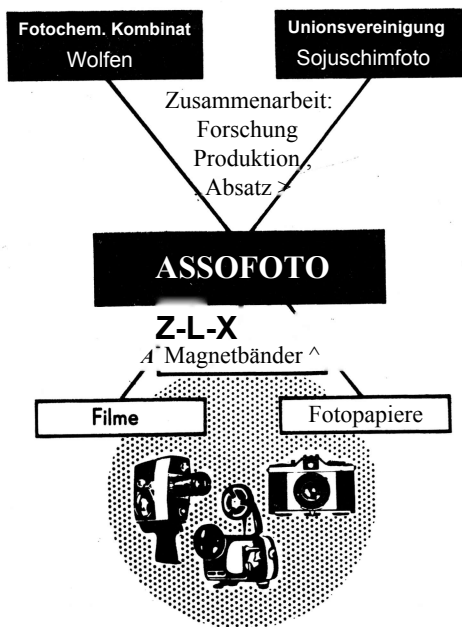 Fotochem. Kombinat
Wolfen
Unionsvereinigung
Sojuschimfoto
Zusammenarbeit:
Forschung
Produktion,
Absatz >
ASSOFOTO
Z-L-X
A Magnetbänder ^
Filme
Fotopapiere